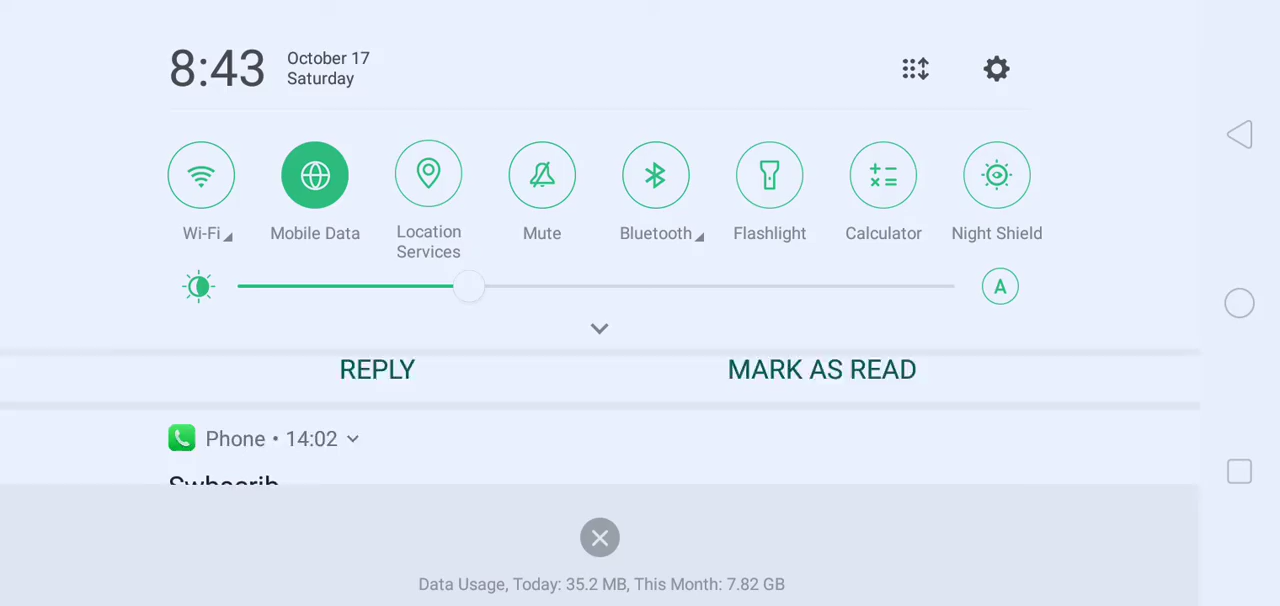 8:43
October 17
Saturday
Wi-Fi
Mobile Data
Location
Services
Mute
Bluetooth
Flashlight
Calculator
Night Shield
A
REPLY
MARK AS READ
Phone • 14:02
Data Usage, Today: 35.2 MB, This Month: 7.82 GB